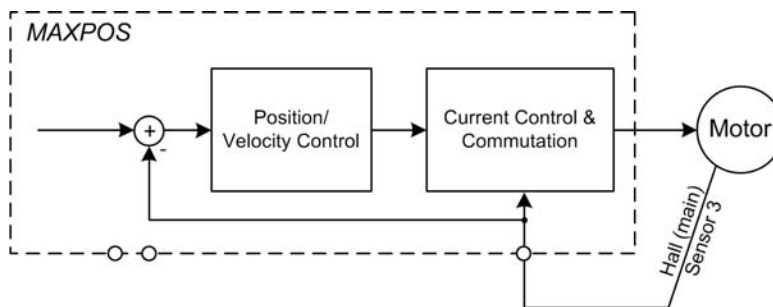 MAXPOS
+
-
Position/
Velocity Control
Current Control &
Commutation
Motor
Hall (main)
Sensor 3